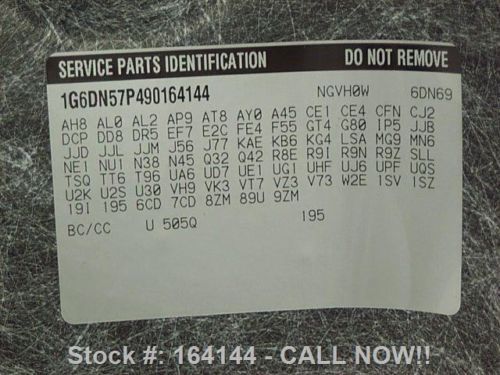 SERVICE PARTS IDENTIFICATION DO NOT REMOVE
1G6DN57P490164144 NGVH0W 6DN69
AH8 AL0 AL2 AP9 AT8 AY0 A45 CE1 CE4 CFN CJ2
DCP DD8 DR5 EF7 E2C FE4 F55 GT4 G80 IP5 JJB
JJD JJL JJM J56 J77 KAE KB6 KG4 LSA MG9 MN6
NE1 NU1 N38 N45 Q32 Q42 R8E R9I R9N R9Z SLL
TSQ TT6 T96 UA6 UD7 UE1 UG1 UHF UJ6 UPF UQS
U2K U2S U30 VH9 VK3 VT7 VZ3 V73 W2E 1SV 1SZ
19I 195 6CD 7CD 8ZM 89U 9ZM
BC/CC U 505Q 195
Stock #: 164144 - CALL NOW!!